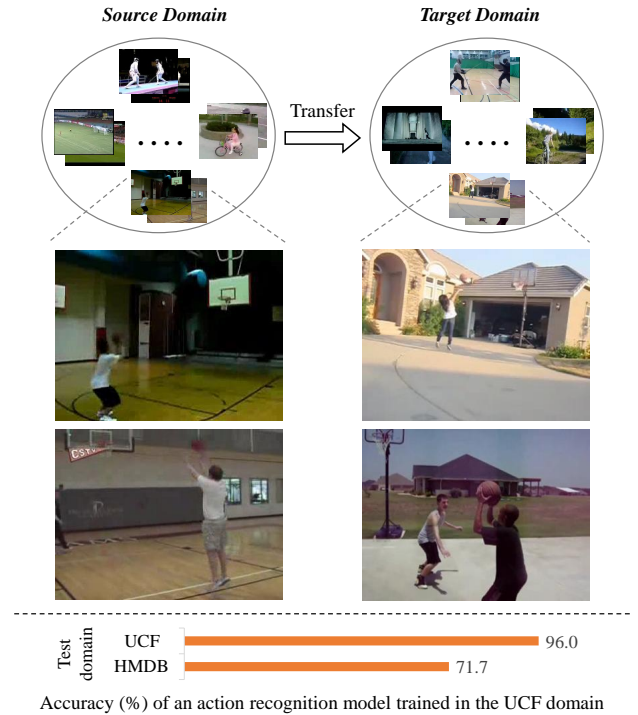 Source Domain
Target Domain
Transfer
CSTV
Test domain
UCF
96.0
HMDB
71.7
Accuracy (%) of an action recognition model trained in the UCF domain